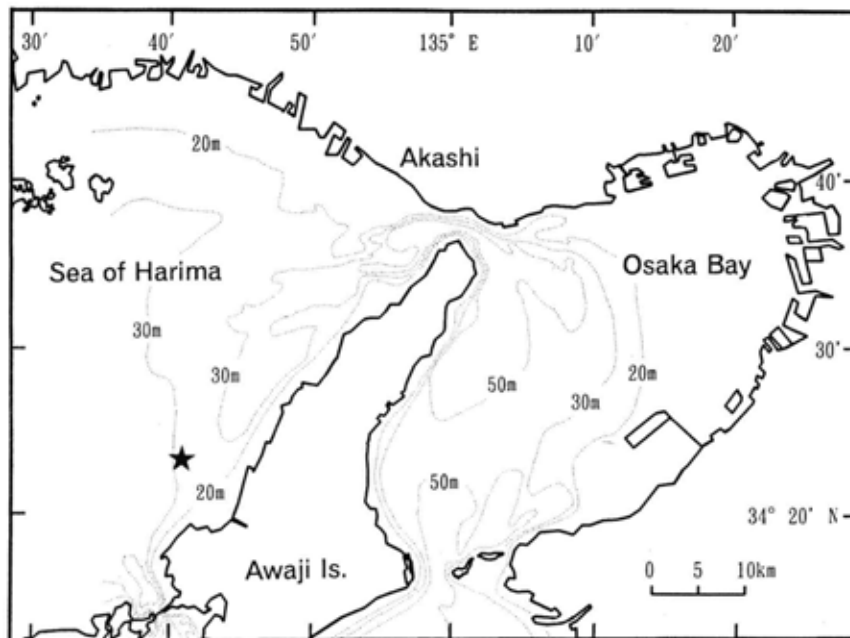 30′ 40′ 50′ 135° E 10′ 20′
20m
Akashi
40′
Sea of Harima
Osaka Bay
30m
30′
30m
50m
30m
20m
20m
50m
34° 20′ N
Awaji Is.
0 5 10km